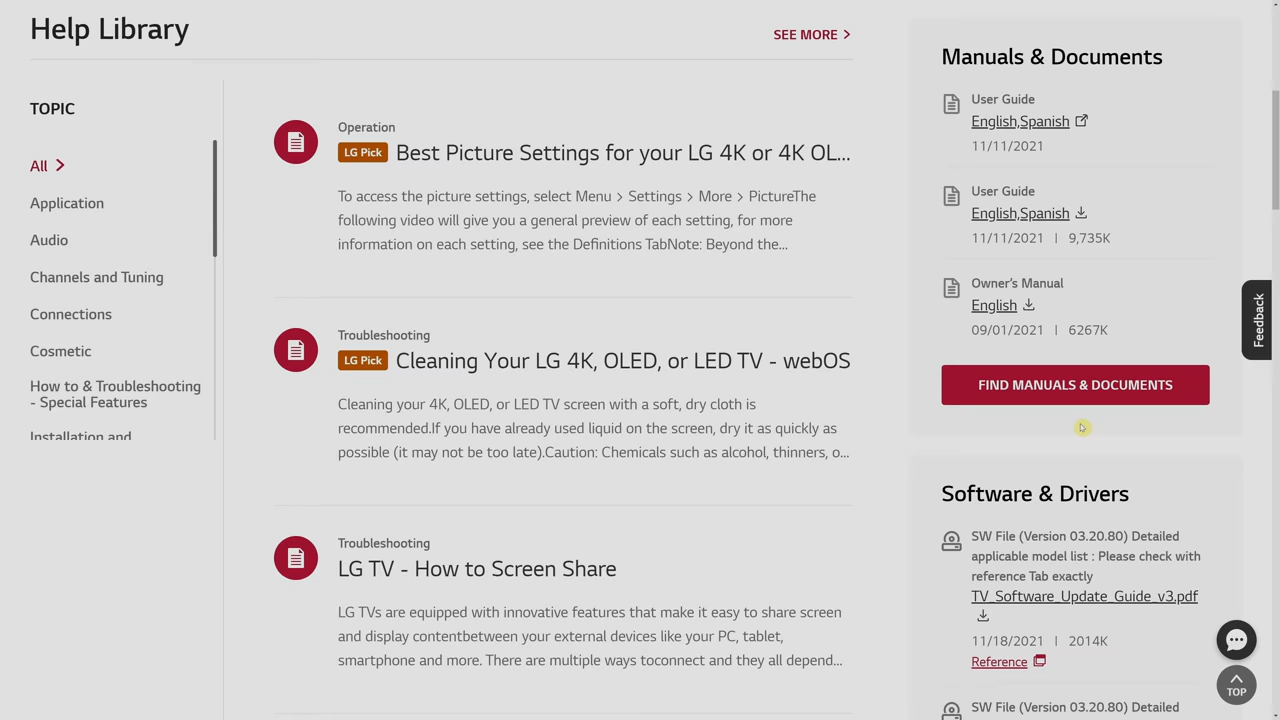 Help Library
SEE MORE
TOPIC
All
Application
Audio
Channels and Tuning
Connections
Cosmetic
How to & Troubleshooting
- Special Features
Installation and
Operation
LG Pick Best Picture Settings for your LG 4K or 4K OL...
To access the picture settings, select Menu > Settings > More > PictureThe
following video will give you a general preview of each setting, for more
information on each setting, see the Definitions TabNote: Beyond the...
Troubleshooting
LG Pick Cleaning Your LG 4K, OLED, or LED TV - webOS
Cleaning your 4K, OLED, or LED TV screen with a soft, dry cloth is
recommended.If you have already used liquid on the screen, dry it as quickly as
possible (it may not be too late).Caution: Chemicals such as alcohol, thinners, o...
Troubleshooting
LG TV - How to Screen Share
LG TVs are equipped with innovative features that make it easy to share screen
and display contentbetween your external devices like your PC, tablet,
smartphone and more. There are multiple ways toconnect and they all depend...
Manuals & Documents
User Guide
English,Spanish
11/11/2021
User Guide
English,Spanish
11/11/2021 | 9,735K
Owner's Manual
English
09/01/2021 | 6267K
FIND MANUALS & DOCUMENTS
Software & Drivers
SW File (Version 03.20.80) Detailed
applicable model list : Please check with
reference Tab exactly
TV_Software_Update_Guide_v3.pdf
11/18/2021 | 2014K
Reference
SW File (Version 03.20.80) Detailed
Feedback
TOP